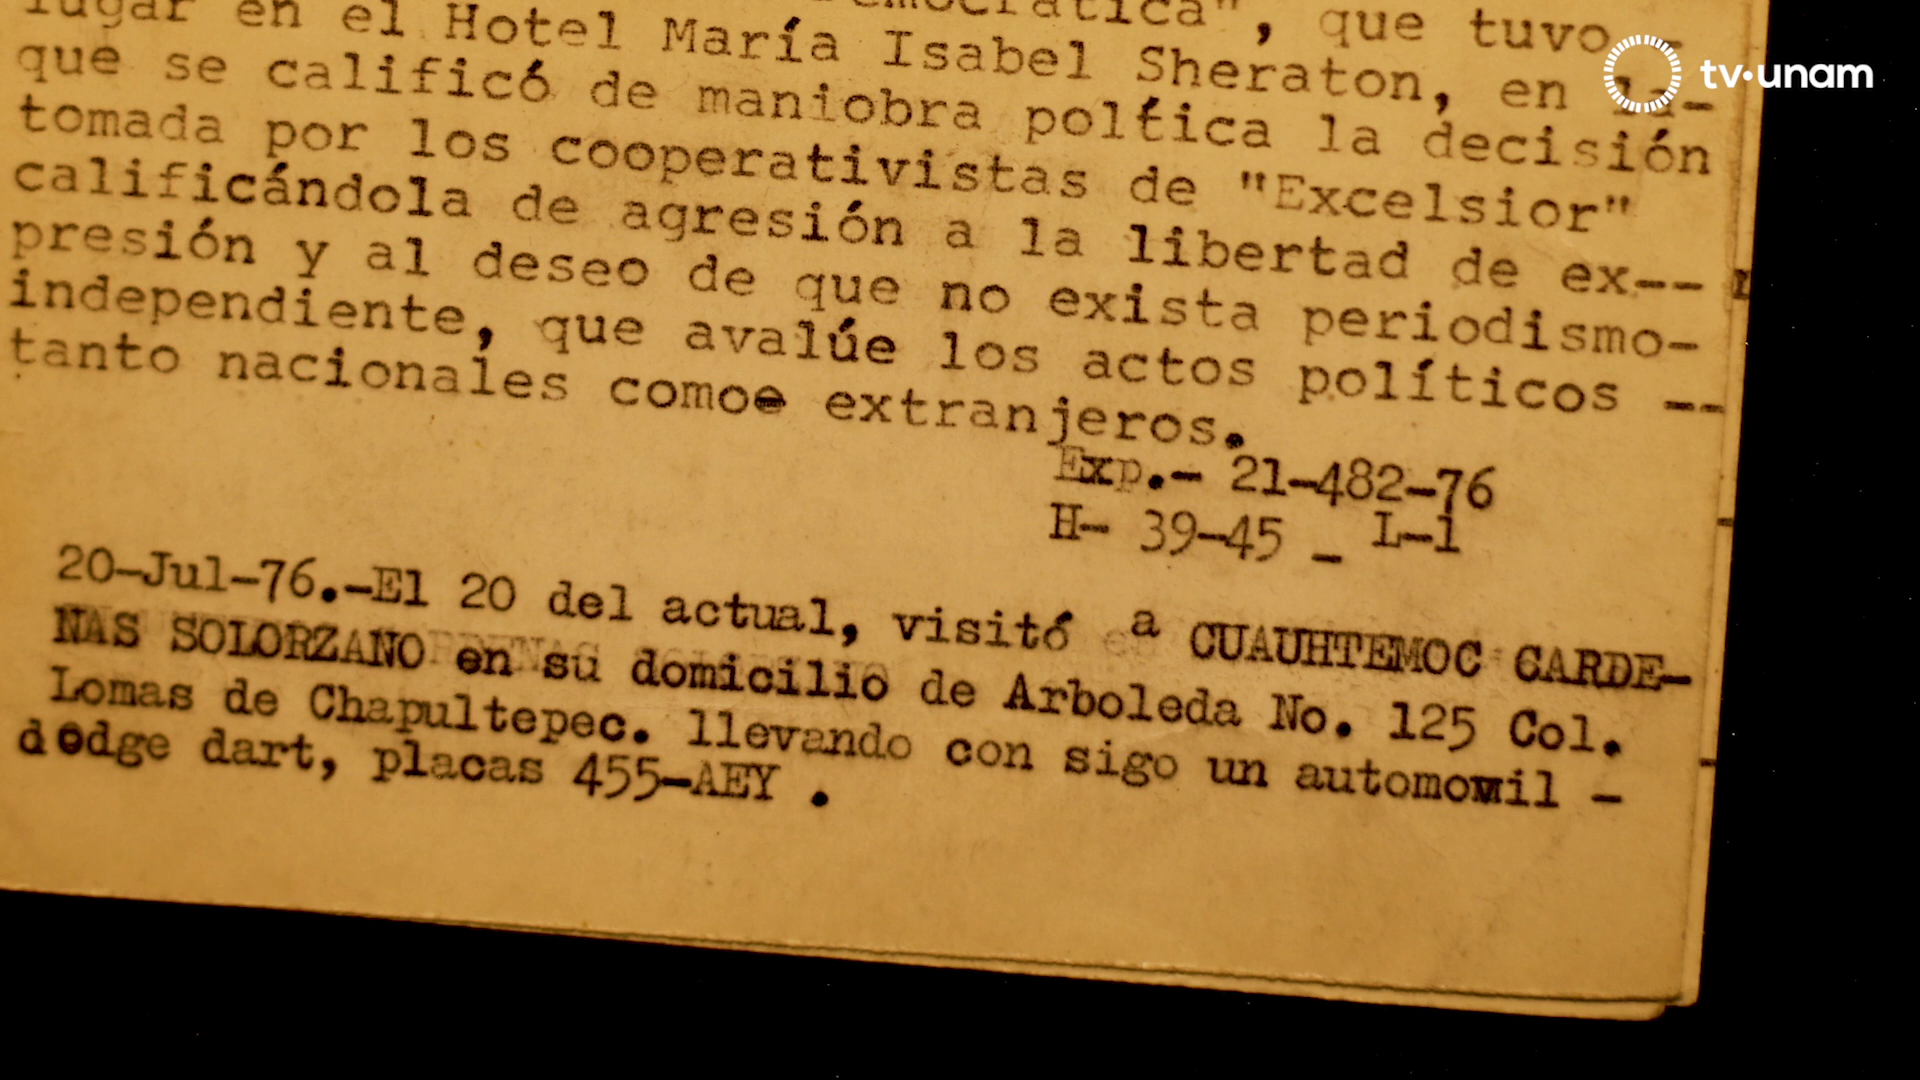 lugar en el Hotel María Isabel Sheraton, en la-
que se calificó de maniobra poltica la decisión
tomada por los cooperativistas de "Excelsior"
calificándola de agresión a la libertad de ex--
presión y al deseo de que no exista periodismo-
independiente, que avalúe los actos políticos --
tanto nacionales como extranjeros.
Exp.- 21-482-76
H- 39-45 _ L-1
20-Jul-76.-El 20 del actual, visitó a CUAUHTEMOC CARDE-
NAS SOLORZANO en su domicilio de Arboleda No. 125 Col.
Lomas de Chapultepec. llevando con sigo un automovil -
dodge dart, placas 455-AEY .
tv·unam